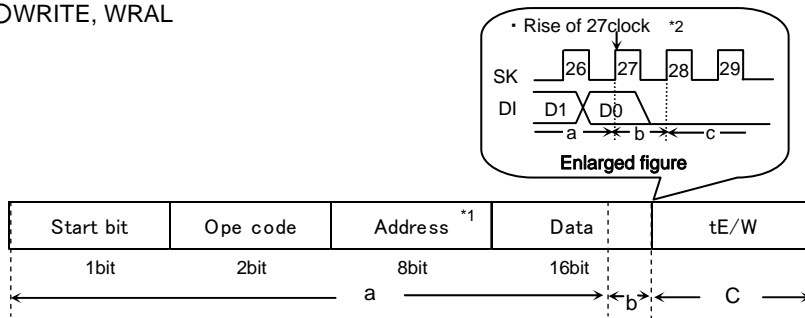 ○WRITE, WRAL
・Rise of 27clock *2
SK 26 27 28 29
DI D1 D0
a b c
Enlarged figure
Start bit Ope code Address *1 Data tE/W
1bit 2bit 8bit 16bit
a b C